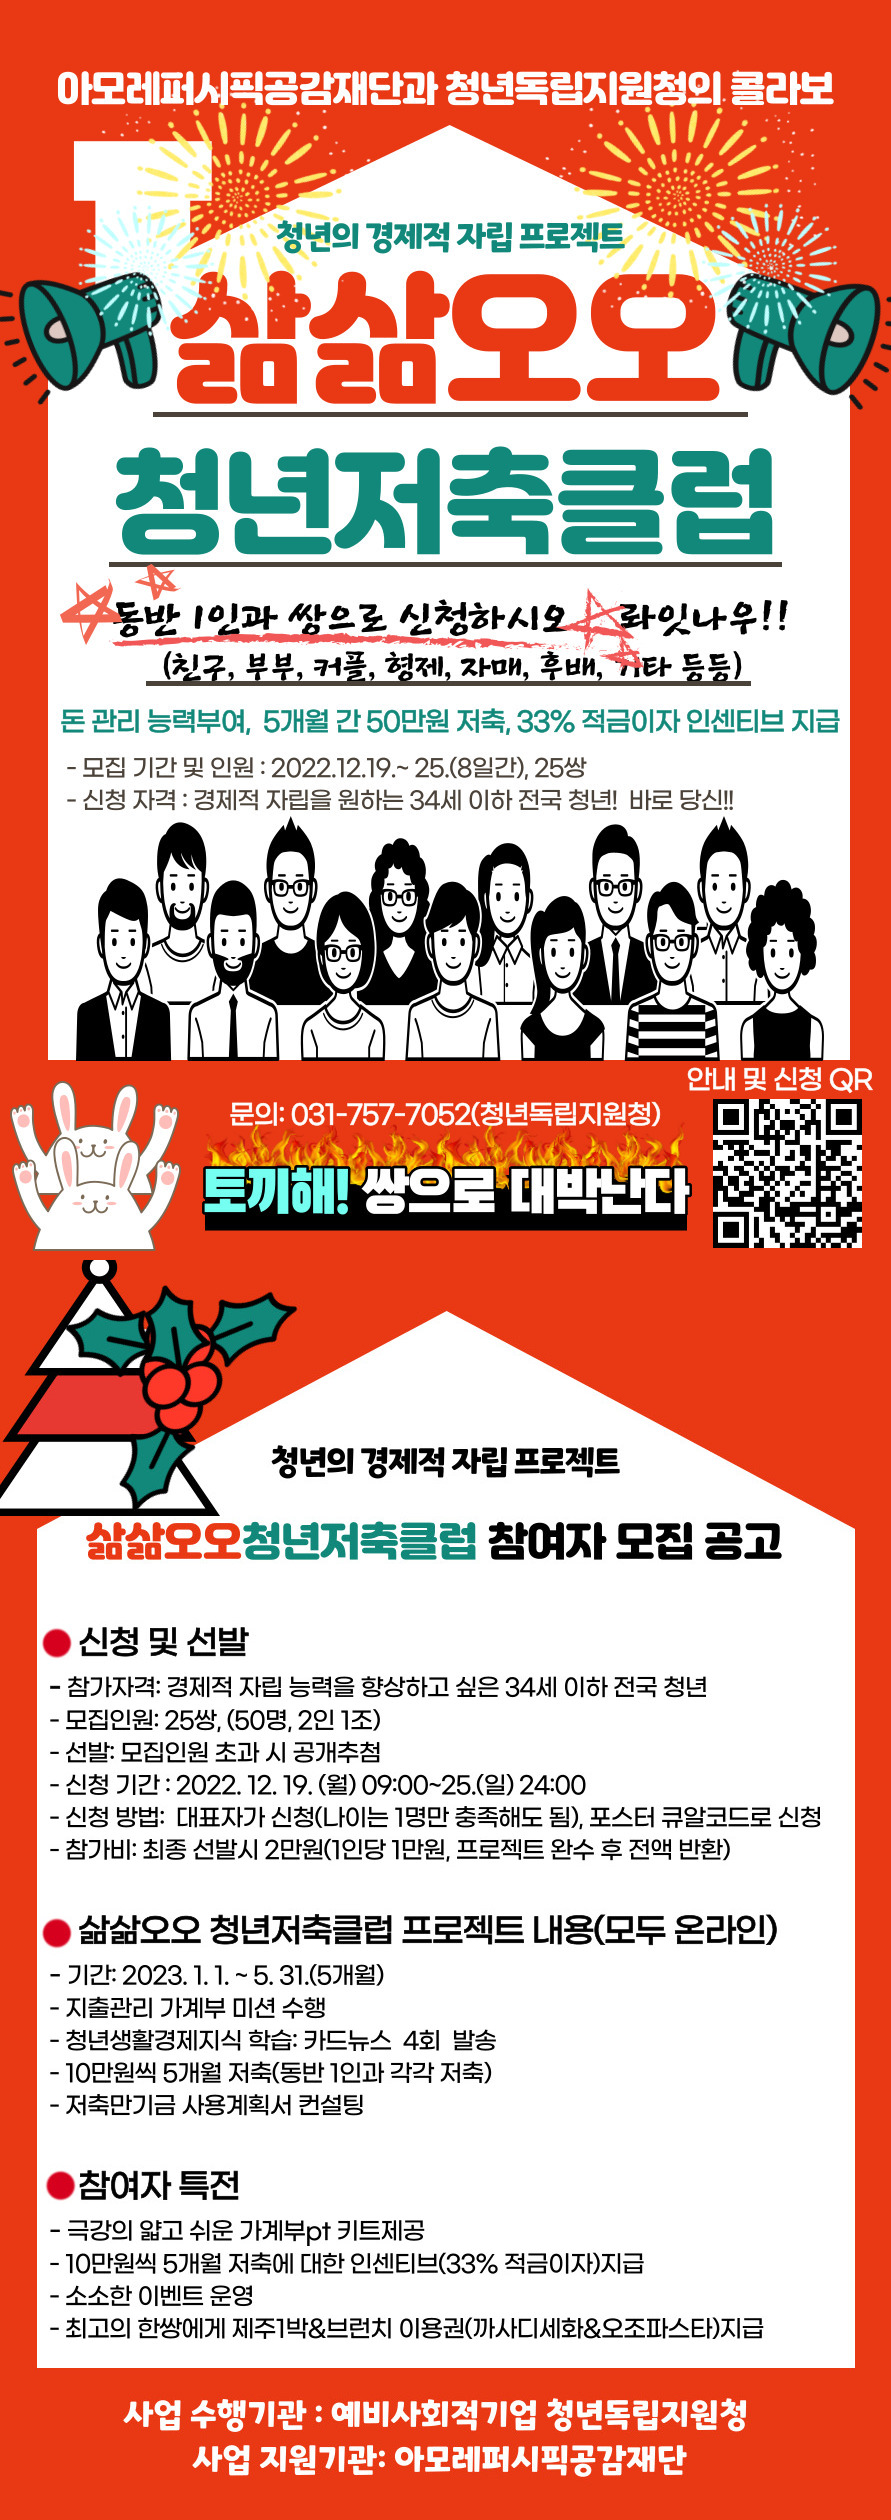 아모레퍼시픽공감재단과 청년독립지원청의 콜라보
청년의 경제적 자립 프로젝트
삶삶오오
청년저축클럽
동반 1인과 쌍으로 신청하시오 롸잇나우!!
(친구, 부부, 커플, 형제, 자매, 후배, 기타 등등)
돈 관리 능력부여, 5개월 간 50만원 저축, 33% 적금이자 인센티브 지급
- 모집 기간 및 인원 : 2022.12.19.~ 25.(8일간), 25쌍
- 신청 자격 : 경제적 자립을 원하는 34세 이하 전국 청년! 바로 당신!!
안내 및 신청 QR
문의: 031-757-7052(청년독립지원청)
토끼해! 쌍으로 대박난다
청년의 경제적 자립 프로젝트
삶삶오오청년저축클럽 참여자 모집 공고
신청 및 선발
- 참가자격: 경제적 자립 능력을 향상하고 싶은 34세 이하 전국 청년
- 모집인원: 25쌍, (50명, 2인 1조)
- 선발: 모집인원 초과 시 공개추첨
- 신청 기간 : 2022. 12. 19. (월) 09:00~25.(일) 24:00
- 신청 방법: 대표자가 신청(나이는 1명만 충족해도 됨), 포스터 큐알코드로 신청
- 참가비: 최종 선발시 2만원(1인당 1만원, 프로젝트 완수 후 전액 반환)
삶삶오오 청년저축클럽 프로젝트 내용(모두 온라인)
- 기간: 2023. 1. 1. ~ 5. 31.(5개월)
- 지출관리 가계부 미션 수행
- 청년생활경제지식 학습: 카드뉴스 4회 발송
- 10만원씩 5개월 저축(동반 1인과 각각 저축)
- 저축만기금 사용계획서 컨설팅
참여자 특전
- 극강의 얇고 쉬운 가계부pt 키트제공
- 10만원씩 5개월 저축에 대한 인센티브(33% 적금이자)지급
- 소소한 이벤트 운영
- 최고의 한쌍에게 제주1박&브런치 이용권(까사디세화&오조파스타)지급
사업 수행기관 : 예비사회적기업 청년독립지원청
사업 지원기관: 아모레퍼시픽공감재단